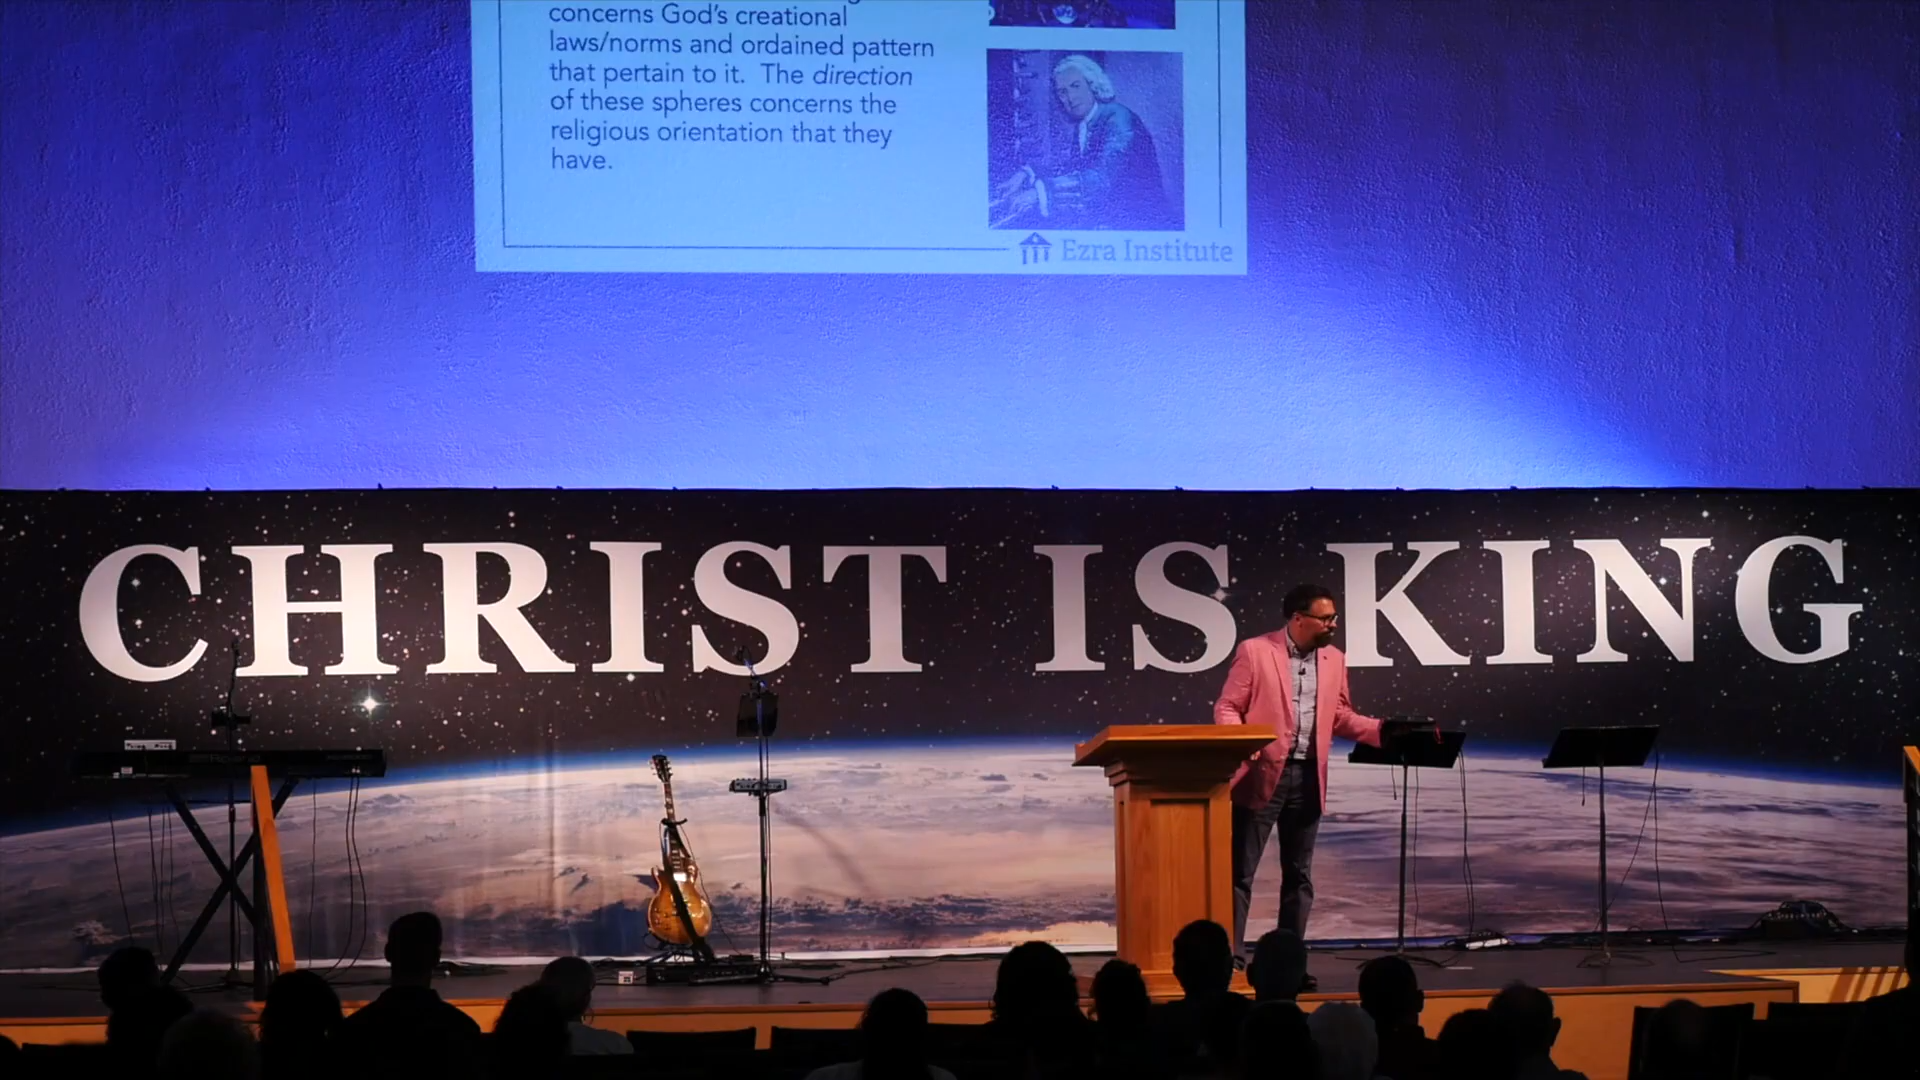 concerns God's creational
laws/norms and ordained pattern
that pertain to it. The direction
of these spheres concerns the
religious orientation that they
have.
Ezra Institute
CHRIST IS KING
Roland